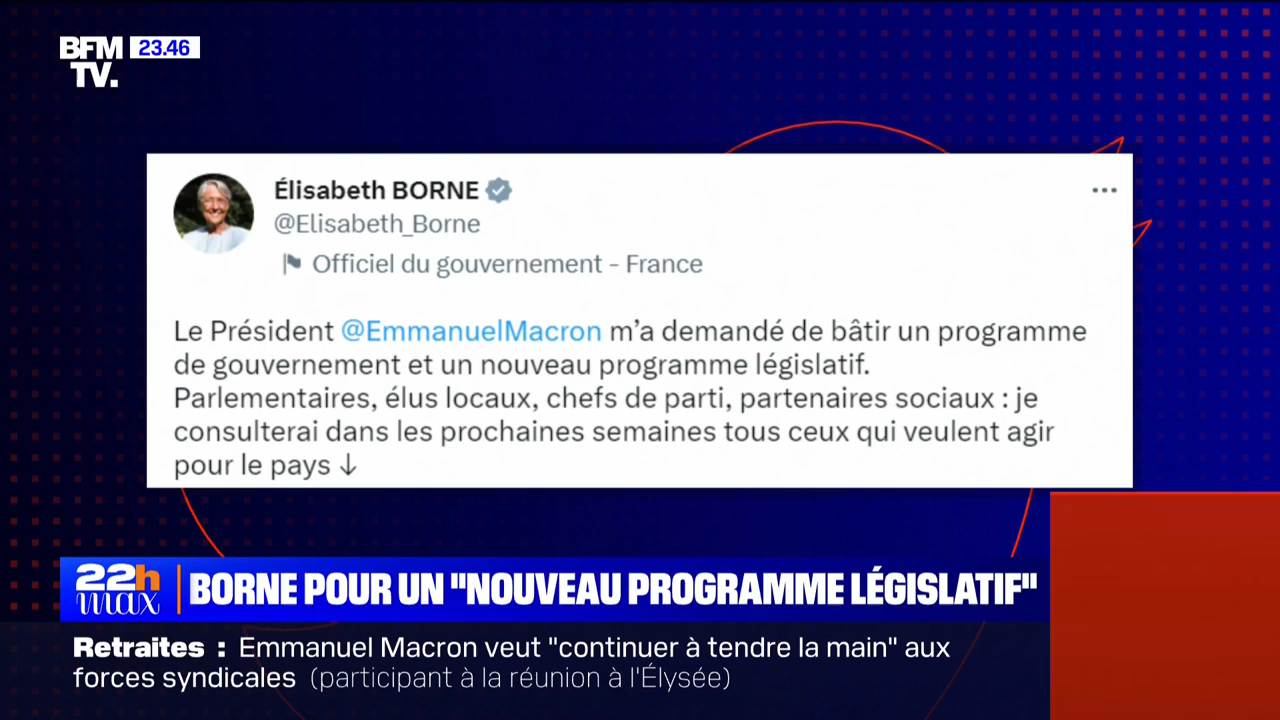 BFM 23.46
TV.
Élisabeth BORNE
@Elisabeth_Borne
Officiel du gouvernement - France
Le Président @EmmanuelMacron m’a demandé de bâtir un programme
de gouvernement et un nouveau programme législatif.
Parlementaires, élus locaux, chefs de parti, partenaires sociaux : je
consulterai dans les prochaines semaines tous ceux qui veulent agir
pour le pays ↓
22h
max
BORNE POUR UN "NOUVEAU PROGRAMME LÉGISLATIF"
Retraites : Emmanuel Macron veut "continuer à tendre la main" aux
forces syndicales (participant à la réunion à l'Élysée)